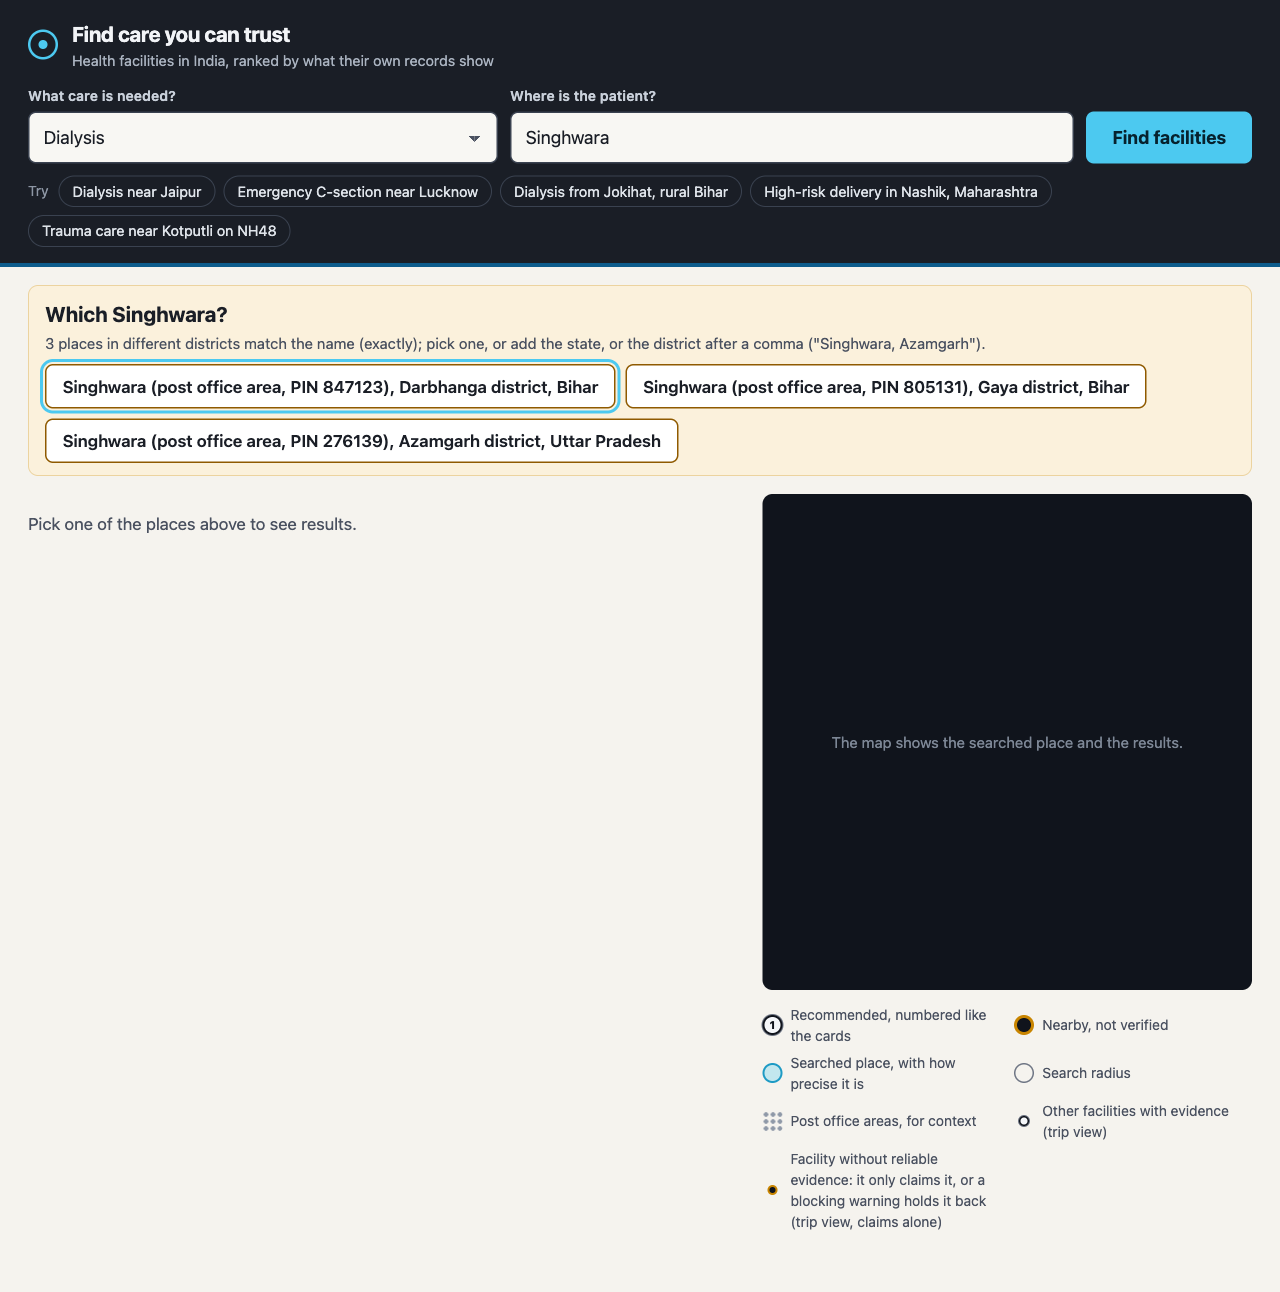 Find care you can trust
Health facilities in India, ranked by what their own records show
What care is needed?
Where is the patient?
Dialysis
Singhwara
Find facilities
Try
Dialysis near Jaipur
Emergency C-section near Lucknow
Dialysis from Jokihat, rural Bihar
High-risk delivery in Nashik, Maharashtra
Trauma care near Kotputli on NH48
Which Singhwara?
3 places in different districts match the name (exactly); pick one, or add the state, or the district after a comma ("Singhwara, Azamgarh").
Singhwara (post office area, PIN 847123), Darbhanga district, Bihar
Singhwara (post office area, PIN 805131), Gaya district, Bihar
Singhwara (post office area, PIN 276139), Azamgarh district, Uttar Pradesh
Pick one of the places above to see results.
The map shows the searched place and the results.
1
Recommended, numbered like
the cards
Nearby, not verified
Searched place, with how
precise it is
Search radius
Post office areas, for context
Other facilities with evidence
(trip view)
Facility without reliable
evidence: it only claims it, or a
blocking warning holds it back
(trip view, claims alone)